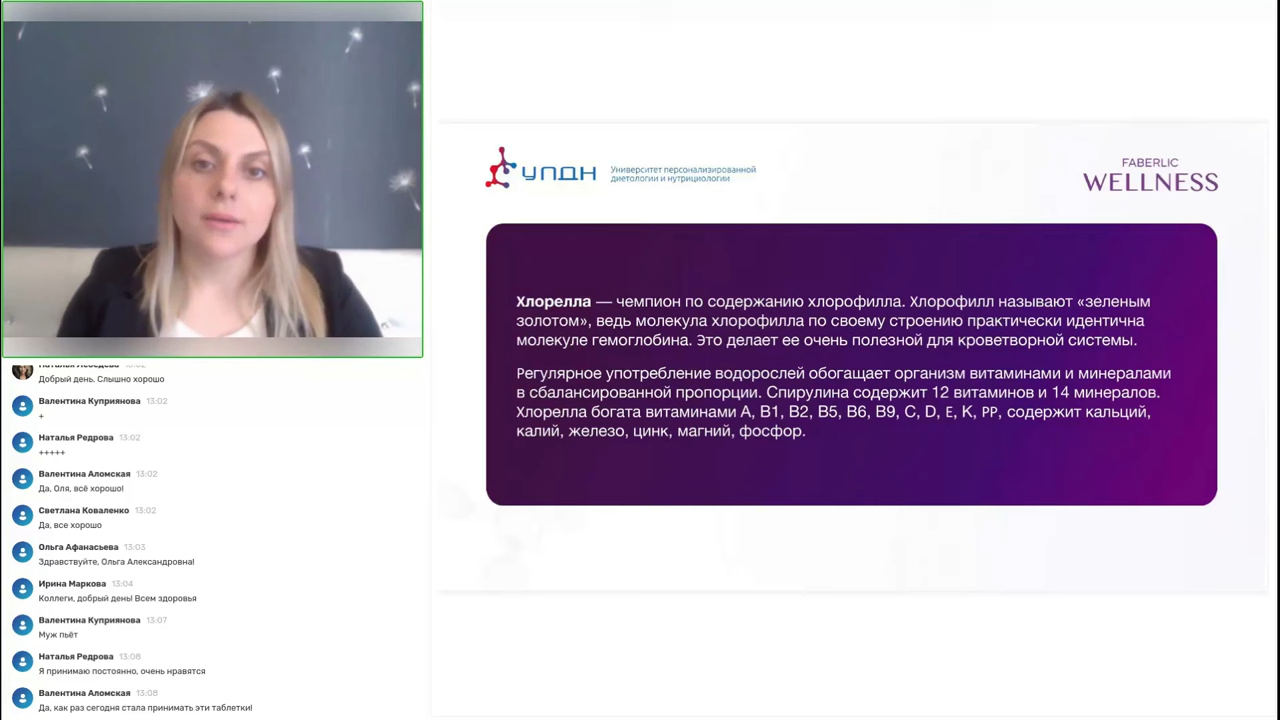 УПДН
Университет персонализированной
диетологии и нутрициологии
FABERLIC
WELLNESS
Хлорелла — чемпион по содержанию хлорофилла. Хлорофилл называют «зеленым
золотом», ведь молекула хлорофилла по своему строению практически идентична
молекуле гемоглобина. Это делает ее очень полезной для кроветворной системы.
Регулярное употребление водорослей обогащает организм витаминами и минералами
в сбалансированной пропорции. Спирулина содержит 12 витаминов и 14 минералов.
Хлорелла богата витаминами А, В1, В2, В5, В6, В9, С, D, Е, K, РР, содержит кальций,
калий, железо, цинк, магний, фосфор.
Добрый день, Слышно хорошо
Валентина Куприянова 13:02
+
Наталья Редрова 13:02
+++++
Валентина Аломская 13:02
Да, Оля, всё хорошо!
Светлана Коваленко 13:02
Да, все хорошо
Ольга Афанасьева 13:03
Здравствуйте, Ольга Александровна!
Ирина Маркова 13:04
Коллеги, добрый день! Всем здоровья
Валентина Куприянова 13:07
Муж пьёт
Наталья Редрова 13:08
Я принимаю постоянно, очень нравятся
Валентина Аломская 13:08
Да, как раз сегодня стала принимать эти таблетки!